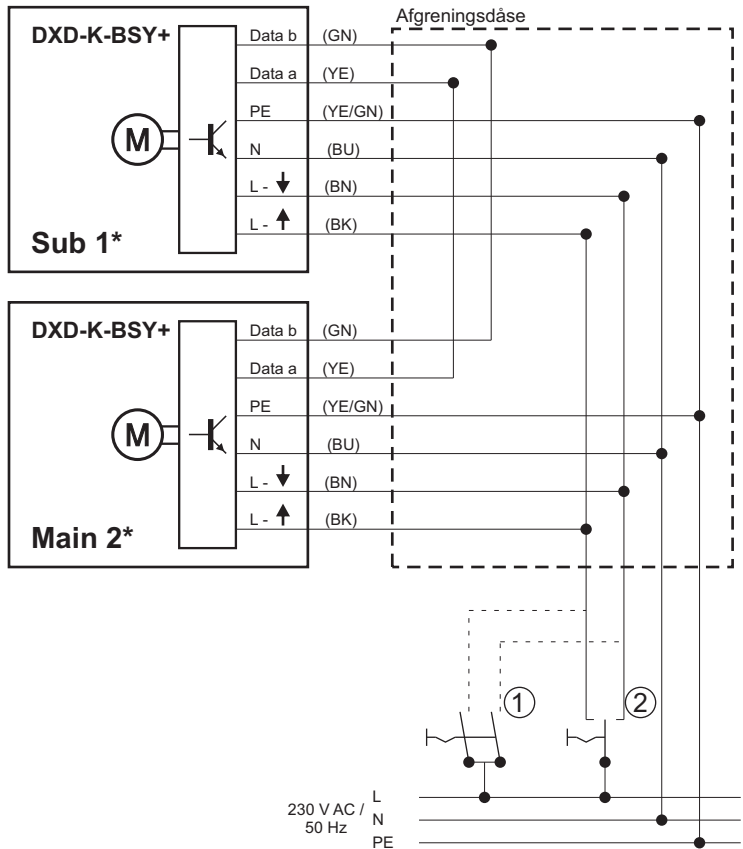 Afgreningsdåse
DXD-K-BSY+
Data b (GN)
Data a (YE)
PE (YE/GN)
N (BU)
L - (BN)
L - (BK)
M
Sub 1*
DXD-K-BSY+
Data b (GN)
Data a (YE)
PE (YE/GN)
N (BU)
L - (BN)
L - (BK)
M
Main 2*
1
2
230 V AC /
50 Hz
L
N
PE